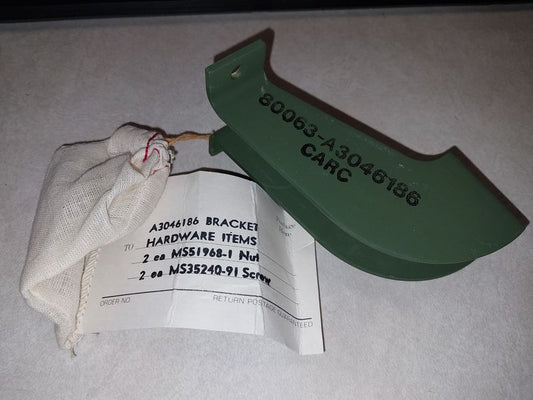 80063-A3046186
CARC
A3046186 BRACKET
HARDWARE ITEMS
TO
2 ea MS51968-1 Nut
2 ea MS35240-91 Screw
ORDER NO.
RETURN POSTAGE GUARANTEED